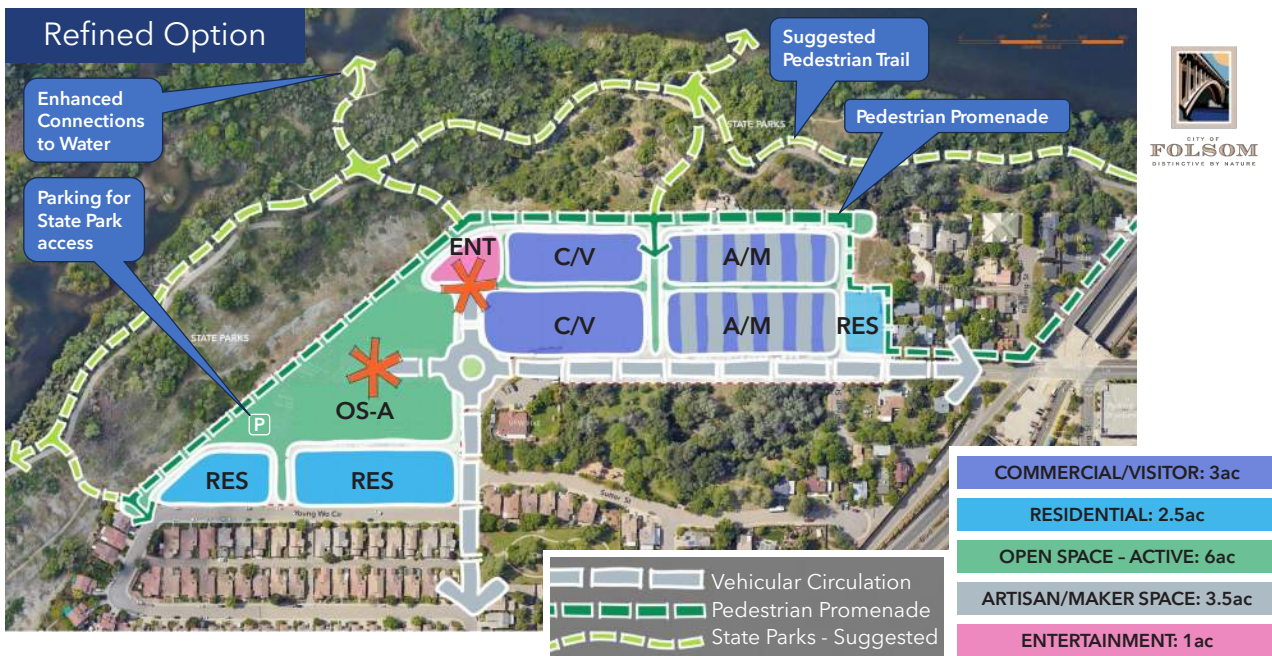 Refined Option
Enhanced
Connections
to Water
Suggested
Pedestrian Trail
Pedestrian Promenade
Parking for
State Park
access
NORTH
STATE PARKS
CITY OF
FOLSOM
DISTINCTIVE BY NATURE
ENT
C/V
A/M
C/V
A/M
RES
STATE PARKS
OS-A
P
RES
RES
Young Wo Cir
Sutter St
Vehicular Circulation
Pedestrian Promenade
State Parks - Suggested
COMMERCIAL/VISITOR: 3ac
RESIDENTIAL: 2.5ac
OPEN SPACE – ACTIVE: 6ac
ARTISAN/MAKER SPACE: 3.5ac
ENTERTAINMENT: 1ac